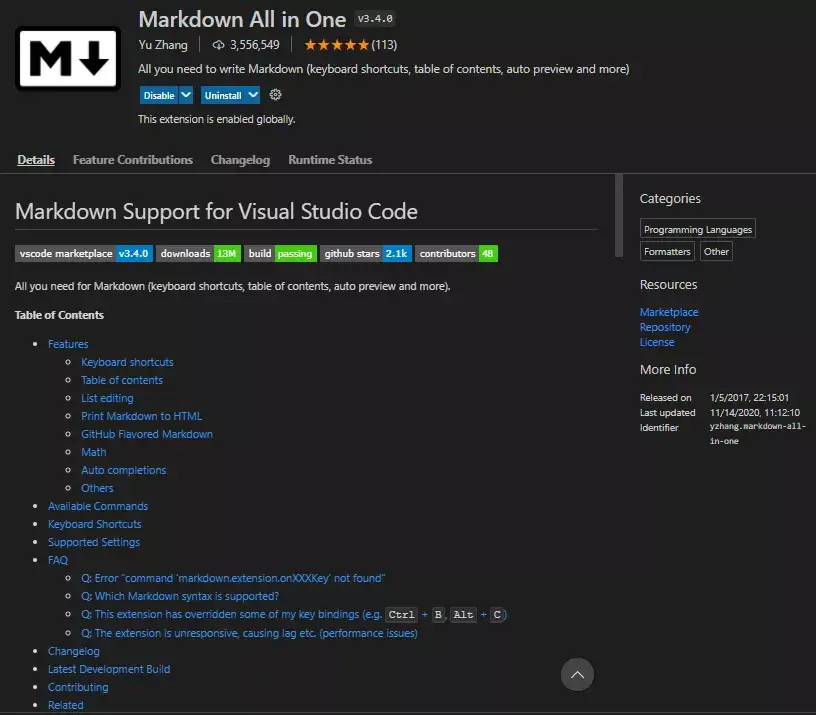 Markdown All in One v3.4.0
Yu Zhang 3,556,549 ★★★★★(113)
All you need to write Markdown (keyboard shortcuts, table of contents, auto preview and more)
Disable Uninstall
This extension is enabled globally.
Details Feature Contributions Changelog Runtime Status
Markdown Support for Visual Studio Code
vscode marketplace v3.4.0 downloads 13M build passing github stars 2.1k contributors 48
All you need for Markdown (keyboard shortcuts, table of contents, auto preview and more).
Table of Contents
• Features
Keyboard shortcuts
Table of contents
List editing
Print Markdown to HTML
GitHub Flavored Markdown
Math
Auto completions
Others
• Available Commands
• Keyboard Shortcuts
• Supported Settings
• FAQ
Q: Error "command 'markdown.extension.onXXXKey' not found"
Q: Which Markdown syntax is supported?
Q: This extension has overridden some of my key bindings (e.g. Ctrl + B, Alt + C)
Q: The extension is unresponsive, causing lag etc. (performance issues)
• Changelog
• Latest Development Build
• Contributing
• Related
Categories
Programming Languages
Formatters Other
Resources
Marketplace
Repository
License
More Info
Released on 1/5/2017, 22:15:01
Last updated 11/14/2020, 11:12:10
Identifier yzhang.markdown-all-
in-one